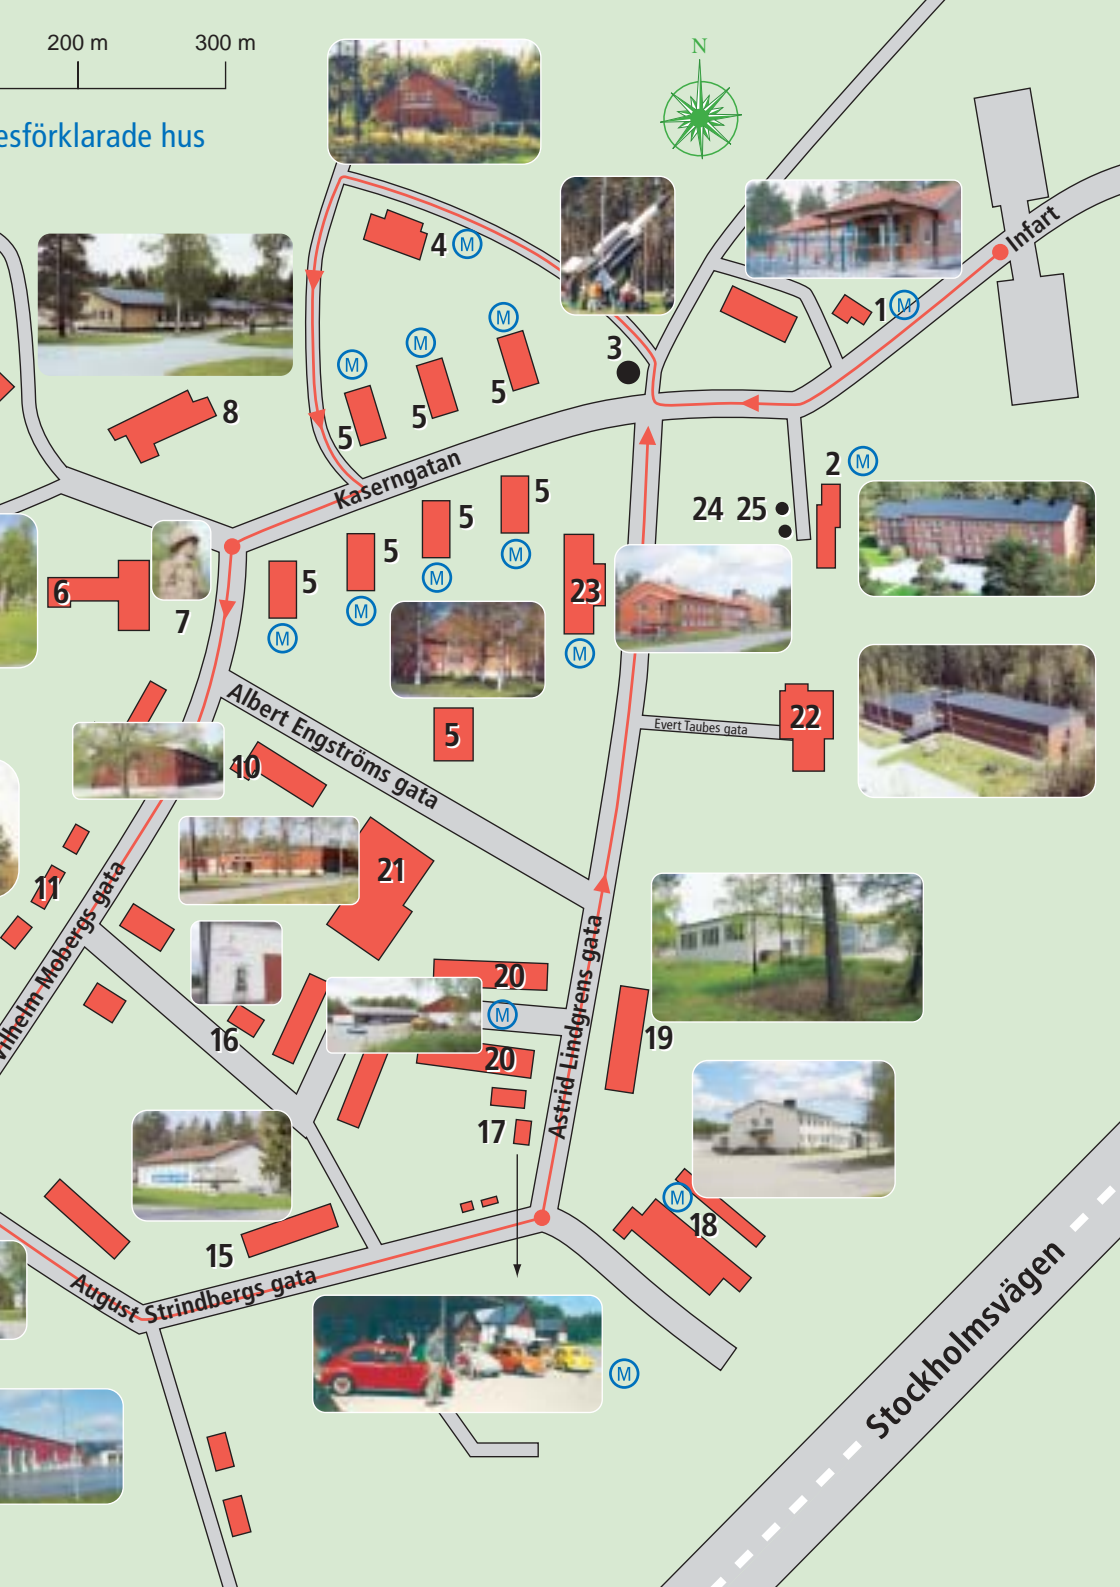 200 m
300 m
N
esförklarade hus
Infart
4 M
1 M
M
M
M
3
5
5
5
8
Kaserngatan
2 M
24 25
5
5
5
5
M
M
M
M
23
M
6
7
Albert Engströms gata
5
Evert Taubes gata
22
10
21
11
Vilhelm Mobergs gata
20
M
20
16
19
Astrid Lindgrens gata
17
M
18
15
August Strindbergs gata
Stockholmsvägen
M